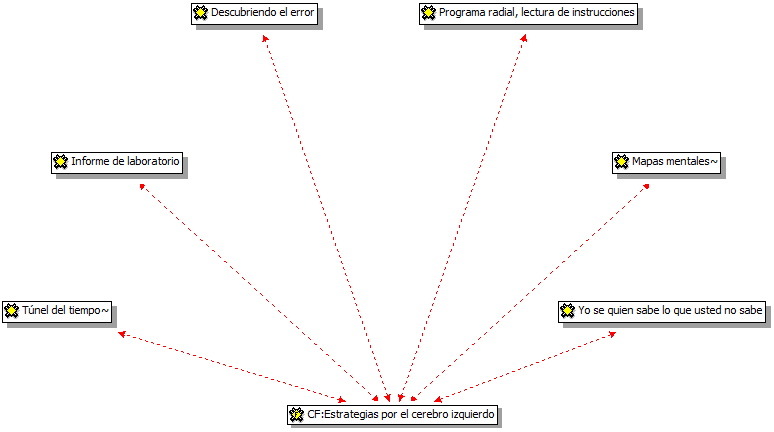 Descubriendo el error
Programa radial, lectura de instrucciones
Informe de laboratorio
Mapas mentales~
Túnel del tiempo~
Yo se quien sabe lo que usted no sabe
CF:Estrategias por el cerebro izquierdo